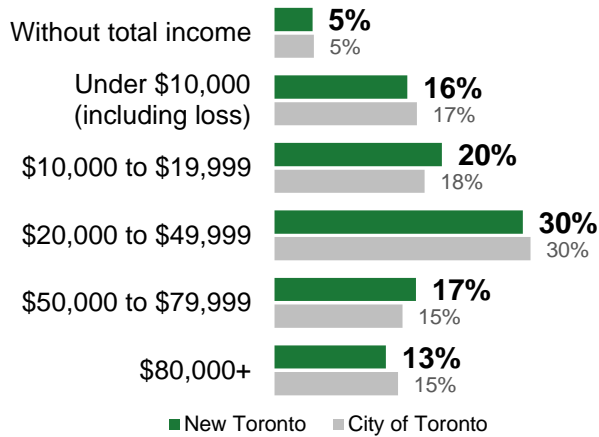 Without total income
5%
5%
Under $10,000
(including loss)
16%
17%
$10,000 to $19,999
20%
18%
$20,000 to $49,999
30%
30%
$50,000 to $79,999
17%
15%
$80,000+
13%
15%
New Toronto City of Toronto